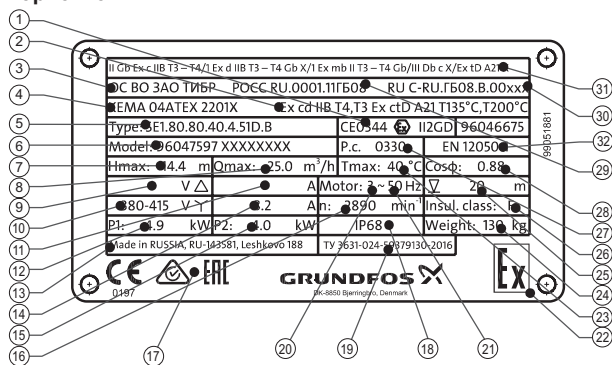 II Gb Ex c IIB T3 – T4/1 Ex d IIB T3 – T4 Gb X/1 Ex mb II T3 – T4 Gb/III Db c X/Ex tD A21
ОС ВО ЗАО ТИБР РОСС RU.0001.11ГБ08 RU C-RU.ГБ08.В.00xxx
KEMA 04ATEX 2201X Ex cd IIB T4,T3 Ex ctD A21 T135°C,T200°C
Type: SE1.80.80.40.4.51D.B CE0344 Ex II2GD 96046675
Model: 96047597 XXXXXXXX P.c. 0330 EN 12050
Hmax: 14.4 m Qmax: 25.0 m³/h Tmax: 40 °C Cosφ: 0.88
V △ A Motor: 3 ~ 50 Hz 20 m
380-415 V Y 8.2 A n: 2890 min⁻¹ Insul. class: F
P1: 4.9 kW P2: 4.0 kW IP68 Weight: 130 kg
Made in RUSSIA, RU-143581, Leshkovo 188 TY 3631-024-59379130-2016
99051881
CE 0197 EAC
GRUNDFOS
DK-8850 Bjerringbro, Denmark
Ex
1
2
3
4
5
6
7
8
9
10
11
12
13
14
15
16
17
18
19
20
21
22
23
24
25
26
27
28
29
30
31
32